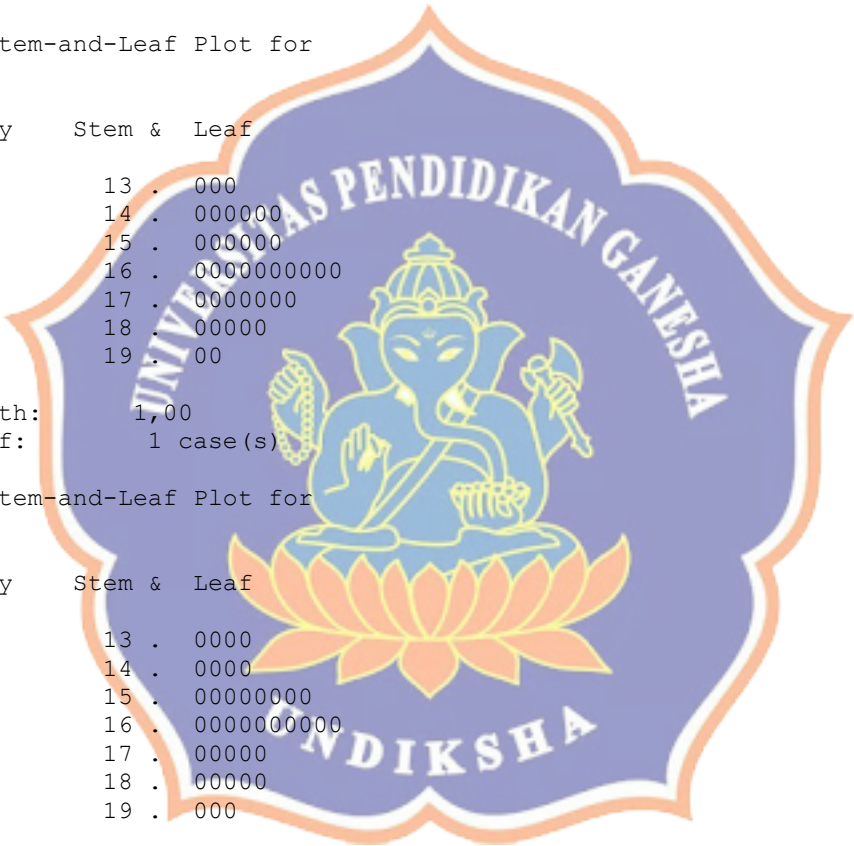 tem-and-Leaf Plot for
y Stem & Leaf
13 . 000
14 . 000000
15 . 000000
16 . 0000000000
17 . 0000000
18 . 00000
19 . 00
th: 1,00
f: 1 case(s)
tem-and-Leaf Plot for
y Stem & Leaf
13 . 0000
14 . 0000
15 . 00000000
16 . 0000000000
17 . 00000
18 . 00000
19 . 000
UNIVERSITAS PENDIDIKAN GANESHA
UNDIKSHA